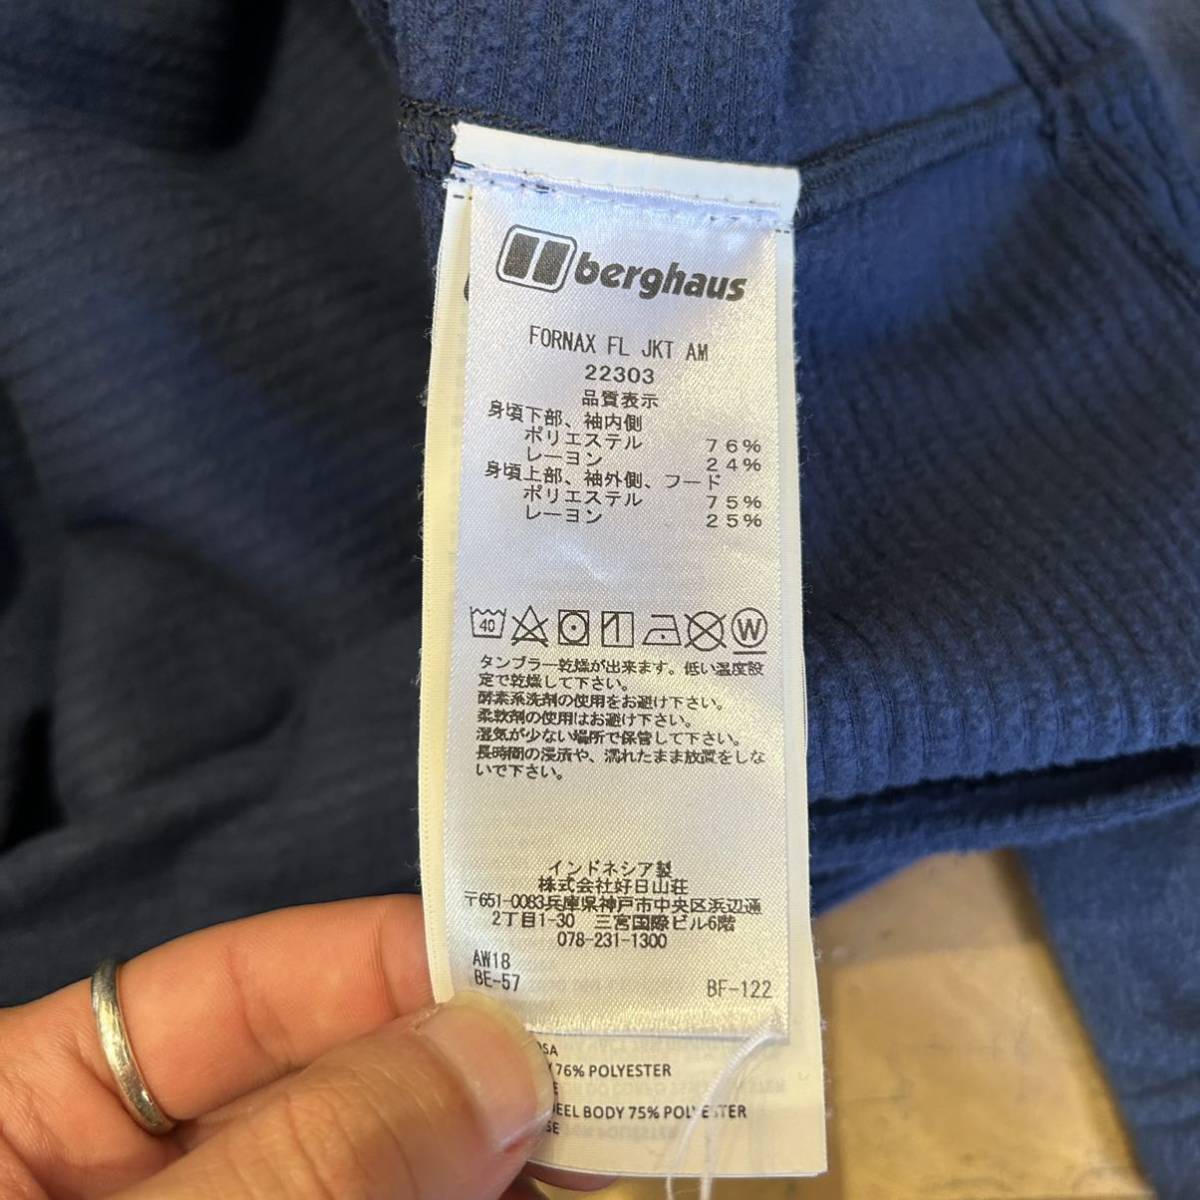 berghaus
FORNAX FL JKT AM
22303
品質表示
身頃下部、袖内側
ポリエステル 76%
レーヨン 24%
身頃上部、袖外側、フード
ポリエステル 75%
レーヨン 25%
40 W
タンブラー乾燥が出来ます。低い温度設
定で乾燥して下さい。
酵素系洗剤の使用をお避け下さい。
柔軟剤の使用はお避け下さい。
湿気が少ない場所で保管して下さい。
長時間の浸漬や、濡れたまま放置をしな
いで下さい。
インドネシア製
株式会社好日山荘
〒651-0083兵庫県神戸市中央区浜辺通
2丁目1-30 三宮国際ビル6階
078-231-1300
AW18
BE-57 BF-122
76% POLYESTER
BODY 75% POLYESTER